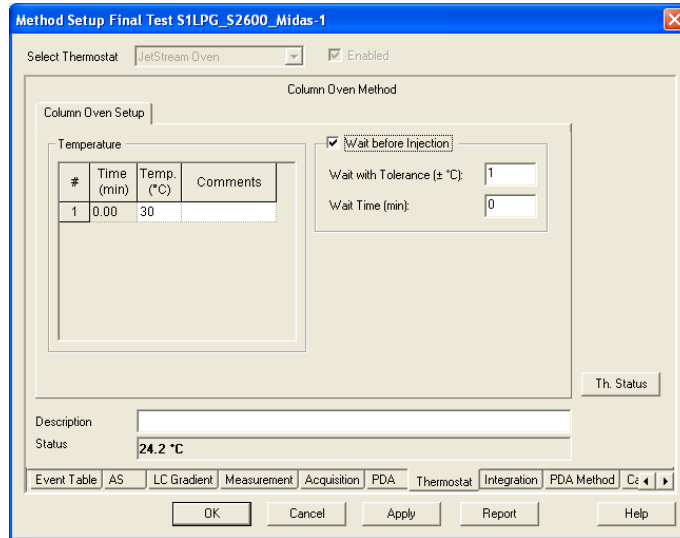 Method Setup Final Test S1LPG_S2600_Midas-1
Select Thermostat JetStream Oven Enabled
Column Oven Method
Column Oven Setup
Temperature
# Time (min) Temp. (°C) Comments
1 0.00 30
Wait before Injection
Wait with Tolerance (± °C): 1
Wait Time (min): 0
Th. Status
Description
Status 24.2 °C
Event Table AS LC Gradient Measurement Acquisition PDA Thermostat Integration PDA Method
OK Cancel Apply Report Help